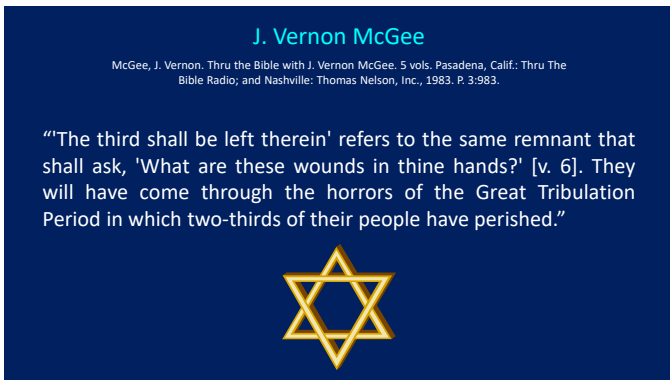 J. Vernon McGee
McGee, J. Vernon. Thru the Bible with J. Vernon McGee. 5 vols. Pasadena, Calif.: Thru The
Bible Radio; and Nashville: Thomas Nelson, Inc., 1983. P. 3:983.
“'The third shall be left therein' refers to the same remnant that
shall ask, 'What are these wounds in thine hands?' [v. 6]. They
will have come through the horrors of the Great Tribulation
Period in which two-thirds of their people have perished.”